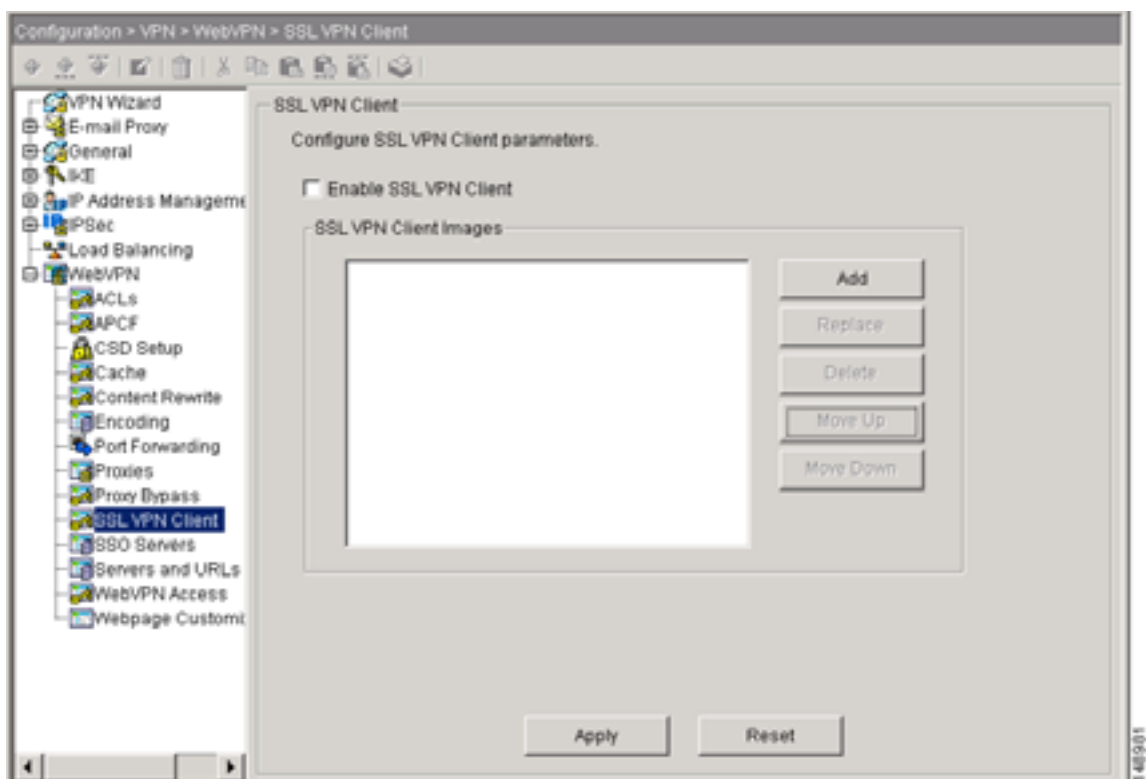 Configuration > VPN > WebVPN > SSL VPN Client
VPN Wizard
E-mail Proxy
General
IKE
IP Address Manageme
IPSec
Load Balancing
WebVPN
ACLs
APCF
CSD Setup
Cache
Content Rewrite
Encoding
Port Forwarding
Proxies
Proxy Bypass
SSL VPN Client
SSO Servers
Servers and URLs
WebVPN Access
Webpage Customi
SSL VPN Client
Configure SSL VPN Client parameters.
Enable SSL VPN Client
SSL VPN Client Images
Add
Replace
Delete
Move Up
Move Down
Apply
Reset
148981